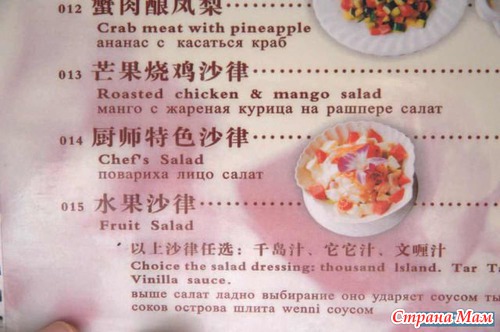 012 蟹肉酿凤梨
Crab meat with pineapple
ананас с касаться краб
013 芒果烧鸡沙律
Roasted chicken & mango salad
манго с жареная курица на рашпере салат
014 厨师特色沙律
Chef's Salad
повариха лицо салат
015 水果沙律
Fruit Salad
以上沙律任选：千岛汁．它它汁．文喱汁
Choice the salad dressing: thousand Island. Tar Ta
Vinilla sauce.
выше салат ладно выбирание оно ударяет соусом ты
соков острова шлита wenni соусом
Страна Мам